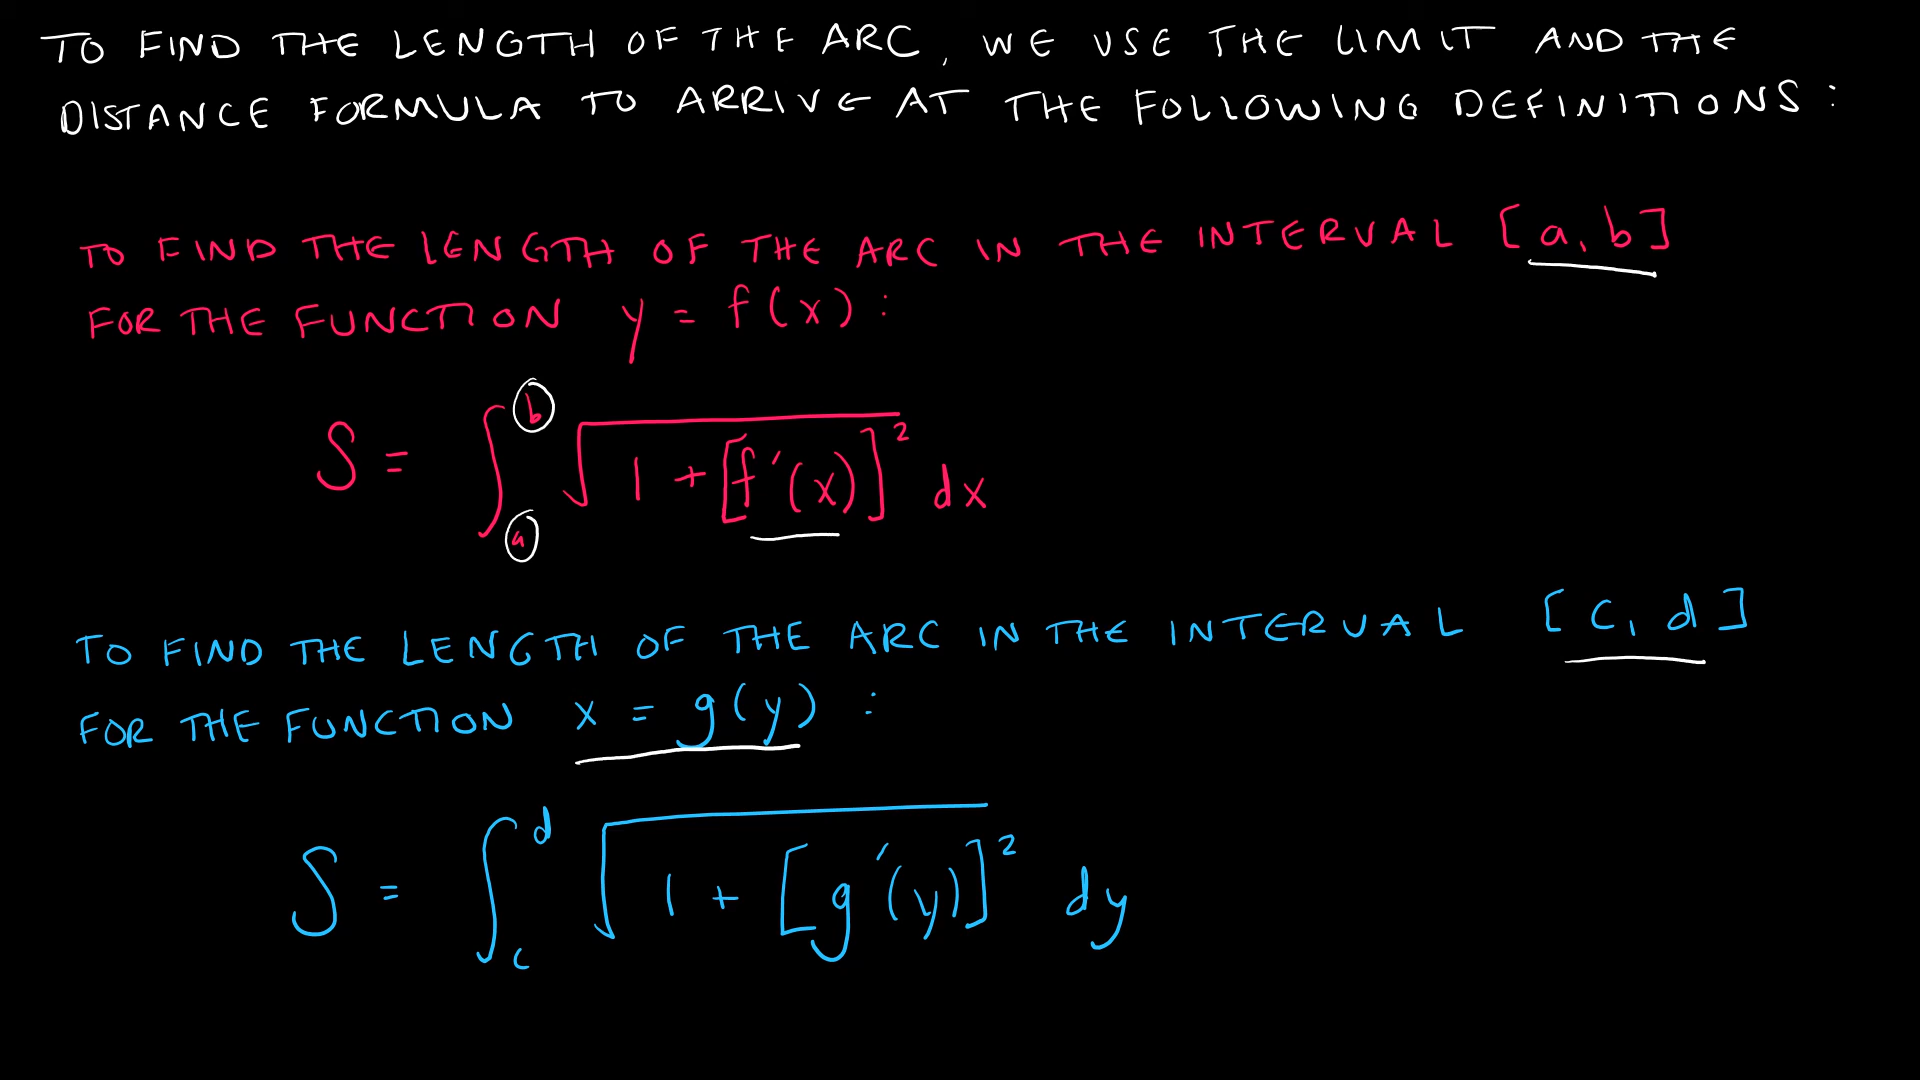 TO FIND THE LENGTH OF THE ARC, WE USE THE LIMIT AND THE
DISTANCE FORMULA TO ARRIVE AT THE FOLLOWING DEFINITIONS:
TO FIND THE LENGTH OF THE ARC IN THE INTERVAL [a, b]
FOR THE FUNCTION y = f(x):
S = ∫_a^b √(1 + [f'(x)]²) dx
TO FIND THE LENGTH OF THE ARC IN THE INTERVAL [c, d]
FOR THE FUNCTION x = g(y):
S = ∫_c^d √(1 + [g'(y)]²) dy